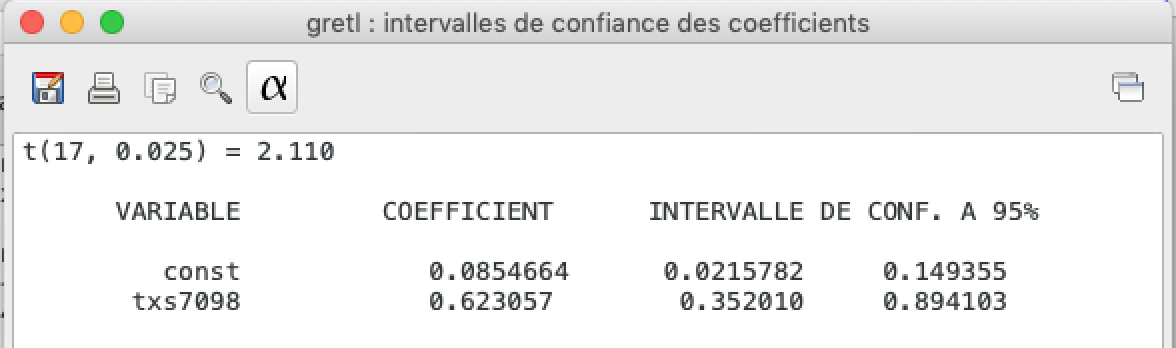 gretl : intervalles de confiance des coefficients
α
t(17, 0.025) = 2.110
VARIABLE COEFFICIENT INTERVALLE DE CONF. A 95%
const 0.0854664 0.0215782 0.149355
txs7098 0.623057 0.352010 0.894103